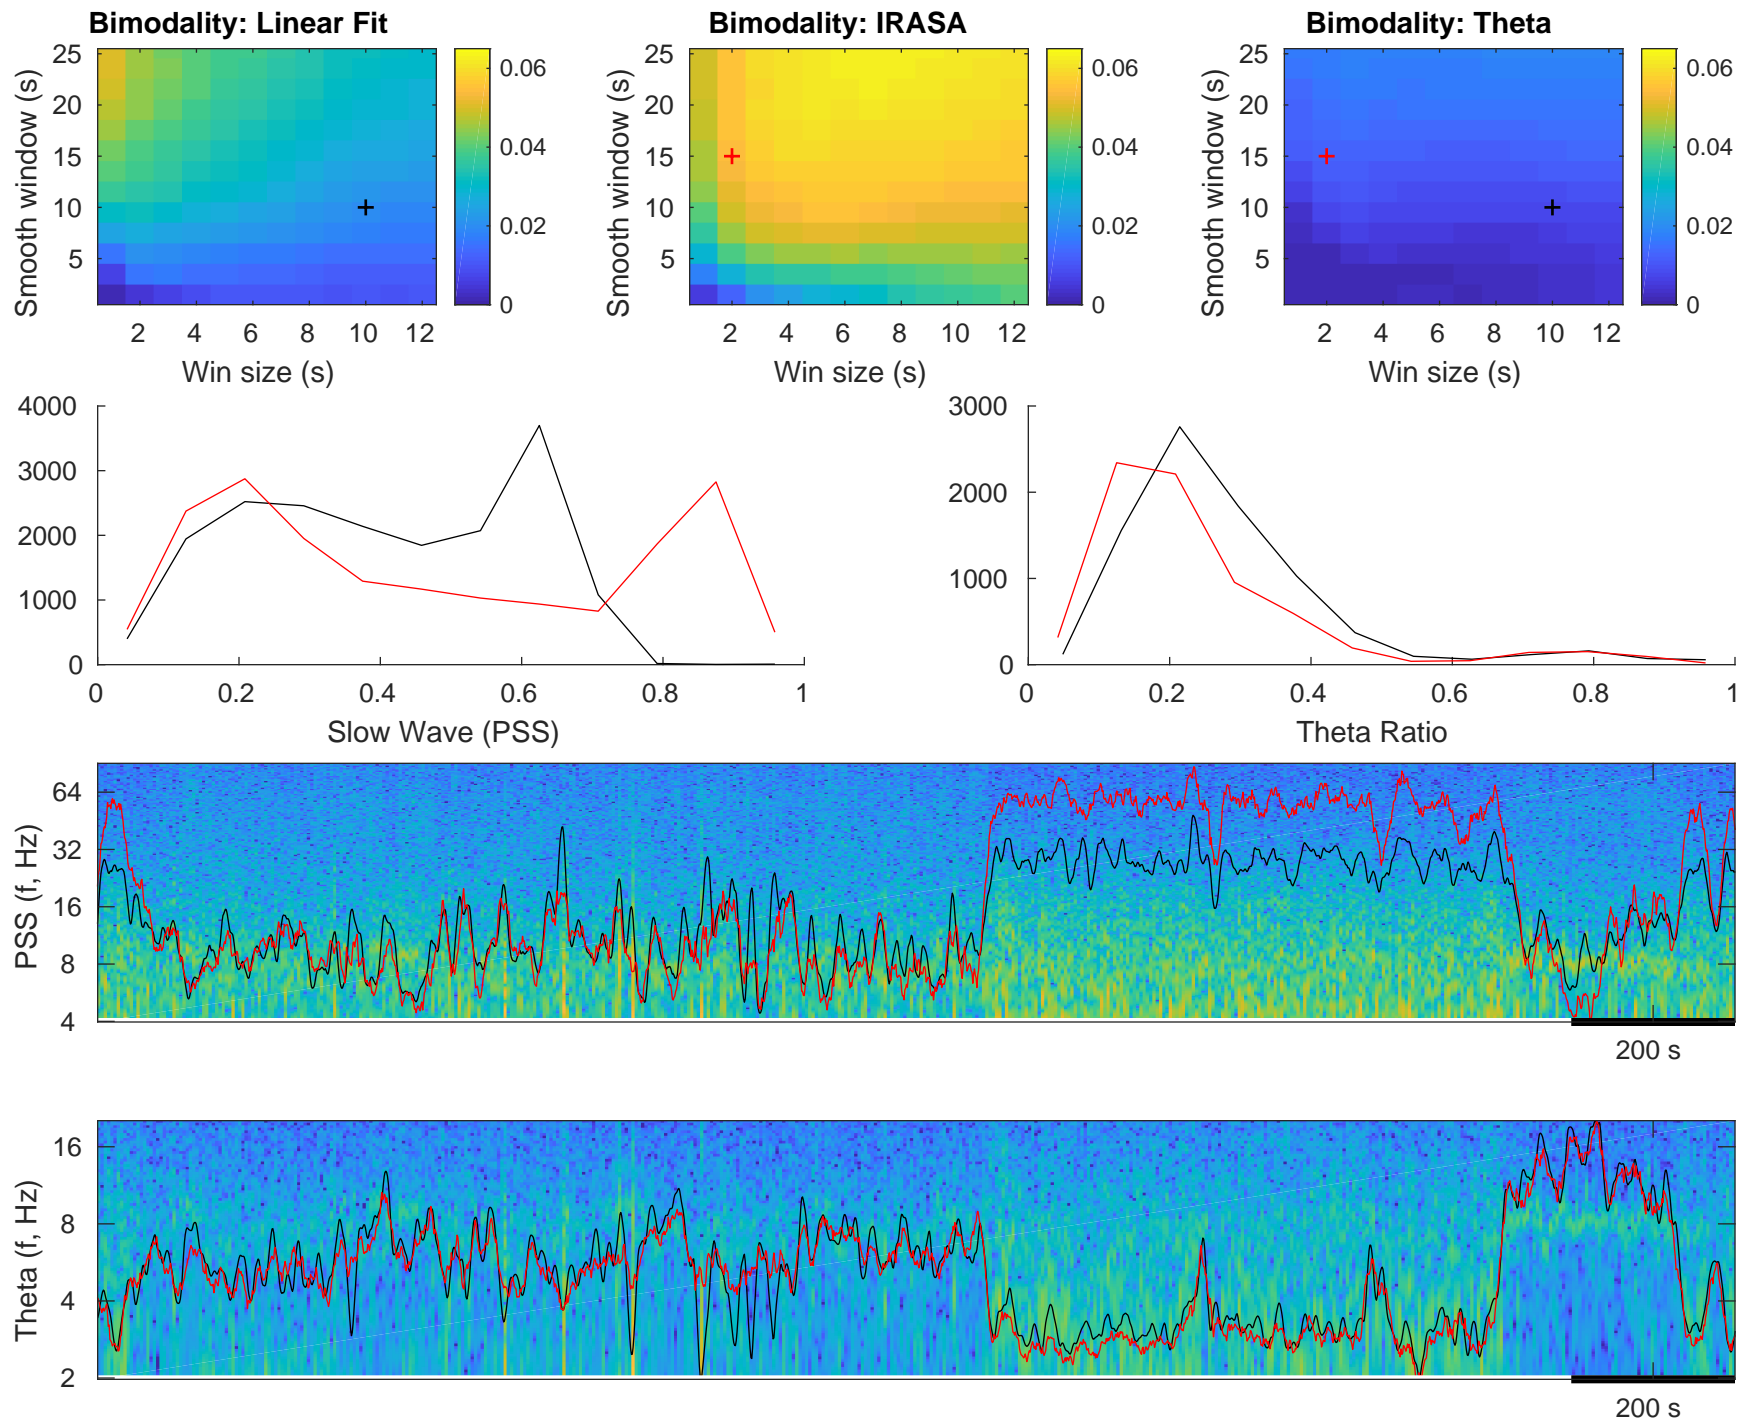 Bimodality: Linear Fit
Bimodality: IRASA
Bimodality: Theta
Smooth window (s)
25
20
15
10
5
2 4 6 8 10 12
Win size (s)
0.06
0.04
0.02
0
Smooth window (s)
25
20
15
10
5
2 4 6 8 10 12
Win size (s)
0.06
0.04
0.02
0
Smooth window (s)
25
20
15
10
5
2 4 6 8 10 12
Win size (s)
0.06
0.04
0.02
0
4000
3000
2000
1000
0
0 0.2 0.4 0.6 0.8 1
Slow Wave (PSS)
3000
2000
1000
0
0 0.2 0.4 0.6 0.8 1
Theta Ratio
PSS (f, Hz)
64
32
16
8
4
200 s
Theta (f, Hz)
16
8
4
2
200 s